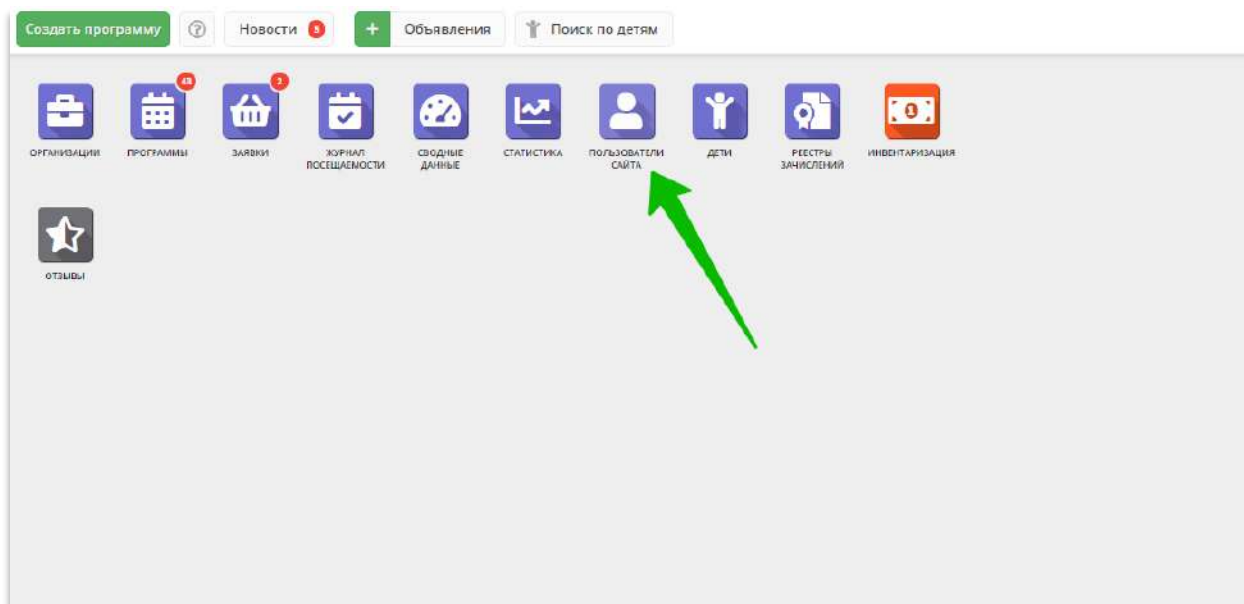 Создать программу
?
Новости
+ Объявления
Поиск по детям
ОРГАНИЗАЦИИ
ПРОГРАММЫ
ЗАЯВКИ
ЖУРНАЛ
ПОСЕЩАЕМОСТИ
СВОДНЫЕ
ДАННЫЕ
СТАТИСТИКА
ПОЛЬЗОВАТЕЛИ
САЙТА
ДЕТИ
РЕЕСТРЫ
ЗАЧИСЛЕНИЙ
1
ИНВЕНТАРИЗАЦИЯ
ОТЗЫВЫ